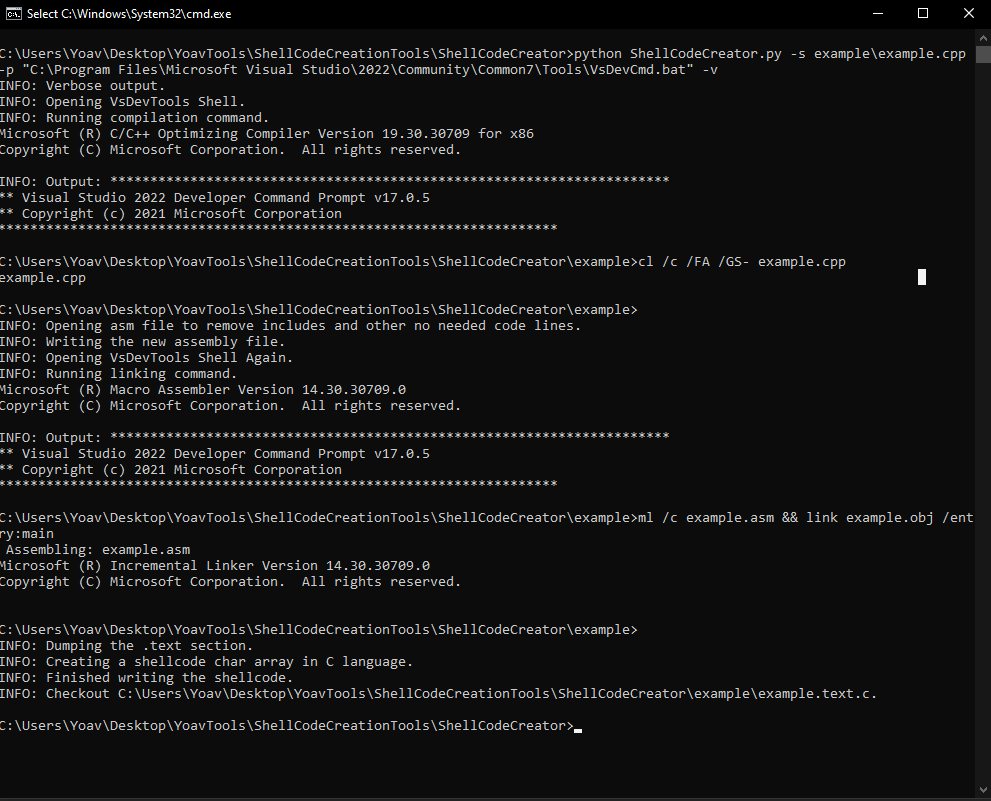 Select C:\Windows\System32\cmd.exe
C:\Users\Yoav\Desktop\YoavTools\ShellCodeCreationTools\ShellCodeCreator>python ShellCodeCreator.py -s example\example.cpp
-p "C:\Program Files\Microsoft Visual Studio\2022\Community\Common7\Tools\VsDevCmd.bat" -v
INFO: Verbose output.
INFO: Opening VsDevTools Shell.
INFO: Running compilation command.
Microsoft (R) C/C++ Optimizing Compiler Version 19.30.30709 for x86
Copyright (C) Microsoft Corporation.  All rights reserved.
INFO: Output: **********************************************************************
** Visual Studio 2022 Developer Command Prompt v17.0.5
** Copyright (c) 2021 Microsoft Corporation
**********************************************************************
C:\Users\Yoav\Desktop\YoavTools\ShellCodeCreationTools\ShellCodeCreator\example>cl /c /FA /GS- example.cpp
example.cpp
C:\Users\Yoav\Desktop\YoavTools\ShellCodeCreationTools\ShellCodeCreator\example>
INFO: Opening asm file to remove includes and other no needed code lines.
INFO: Writing the new assembly file.
INFO: Opening VsDevTools Shell Again.
INFO: Running linking command.
Microsoft (R) Macro Assembler Version 14.30.30709.0
Copyright (C) Microsoft Corporation.  All rights reserved.
INFO: Output: **********************************************************************
** Visual Studio 2022 Developer Command Prompt v17.0.5
** Copyright (c) 2021 Microsoft Corporation
**********************************************************************
C:\Users\Yoav\Desktop\YoavTools\ShellCodeCreationTools\ShellCodeCreator\example>ml /c example.asm && link example.obj /ent
ry:main
 Assembling: example.asm
Microsoft (R) Incremental Linker Version 14.30.30709.0
Copyright (C) Microsoft Corporation.  All rights reserved.
C:\Users\Yoav\Desktop\YoavTools\ShellCodeCreationTools\ShellCodeCreator\example>
INFO: Dumping the .text section.
INFO: Creating a shellcode char array in C language.
INFO: Finished writing the shellcode.
INFO: Checkout C:\Users\Yoav\Desktop\YoavTools\ShellCodeCreationTools\ShellCodeCreator\example\example.text.c.
C:\Users\Yoav\Desktop\YoavTools\ShellCodeCreationTools\ShellCodeCreator>